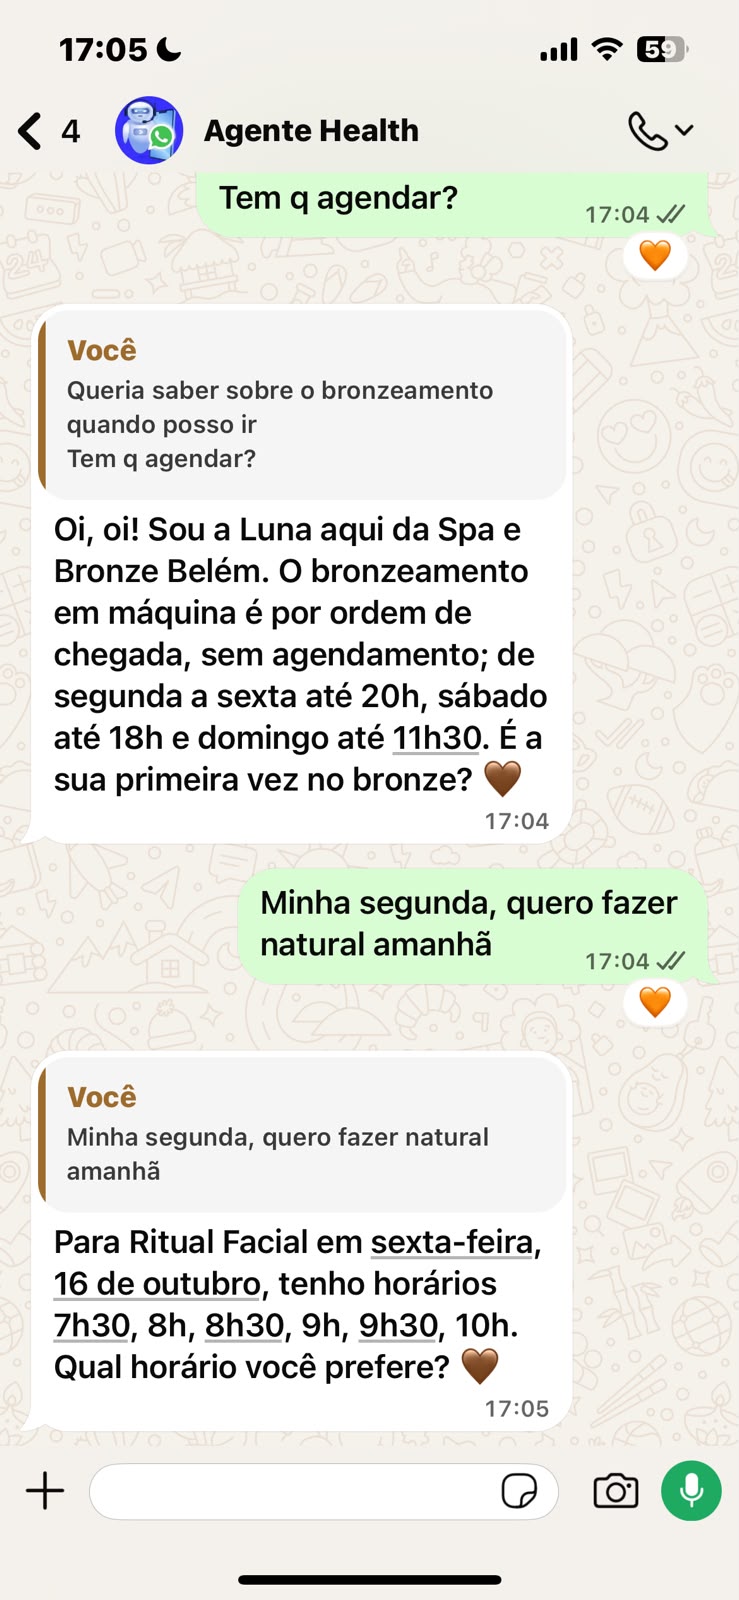 17:05
59
4
Agente Health
Tem q agendar?
17:04
Você
Queria saber sobre o bronzeamento
quando posso ir
Tem q agendar?
Oi, oi! Sou a Luna aqui da Spa e
Bronze Belém. O bronzeamento
em máquina é por ordem de
chegada, sem agendamento; de
segunda a sexta até 20h, sábado
até 18h e domingo até 11h30. É a
sua primeira vez no bronze? 🤎
17:04
Minha segunda, quero fazer
natural amanhã
17:04
Você
Minha segunda, quero fazer natural
amanhã
Para Ritual Facial em sexta-feira,
16 de outubro, tenho horários
7h30, 8h, 8h30, 9h, 9h30, 10h.
Qual horário você prefere? 🤎
17:05